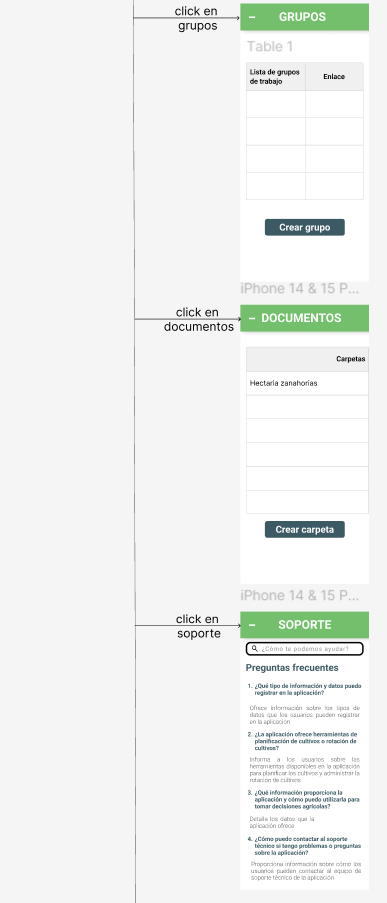 click en
grupos
GRUPOS
Table 1
Lista de grupos
de trabajo
Enlace
Crear grupo
iPhone 14 & 15 P...
click en
documentos
DOCUMENTOS
Carpetas
Hectaria zanahorias
Crear carpeta
iPhone 14 & 15 P...
click en
soporte
SOPORTE
¿Cómo te podemos ayudar?
Preguntas frecuentes
1. ¿Qué tipo de información y datos puedo
registrar en la aplicación?
Ofrece información sobre los tipos de
datos que los usuarios pueden registrar
en la aplicación
2. ¿La aplicación ofrece herramientas de
planificación de cultivos o rotación de
cultivos?
Informa a los usuarios sobre las
herramientas disponibles en la aplicación
para planificar los cultivos y administrar la
rotación de cultivos
3. ¿Qué información proporciona la
aplicación y cómo puedo utilizarla para
tomar decisiones agrícolas?
Detalla los datos que la
aplicación ofrece
4. ¿Cómo puedo contactar al soporte
técnico si tengo problemas o preguntas
sobre la aplicación?
Proporciona información sobre cómo los
usuarios pueden contactar al equipo de
soporte técnico de la aplicación